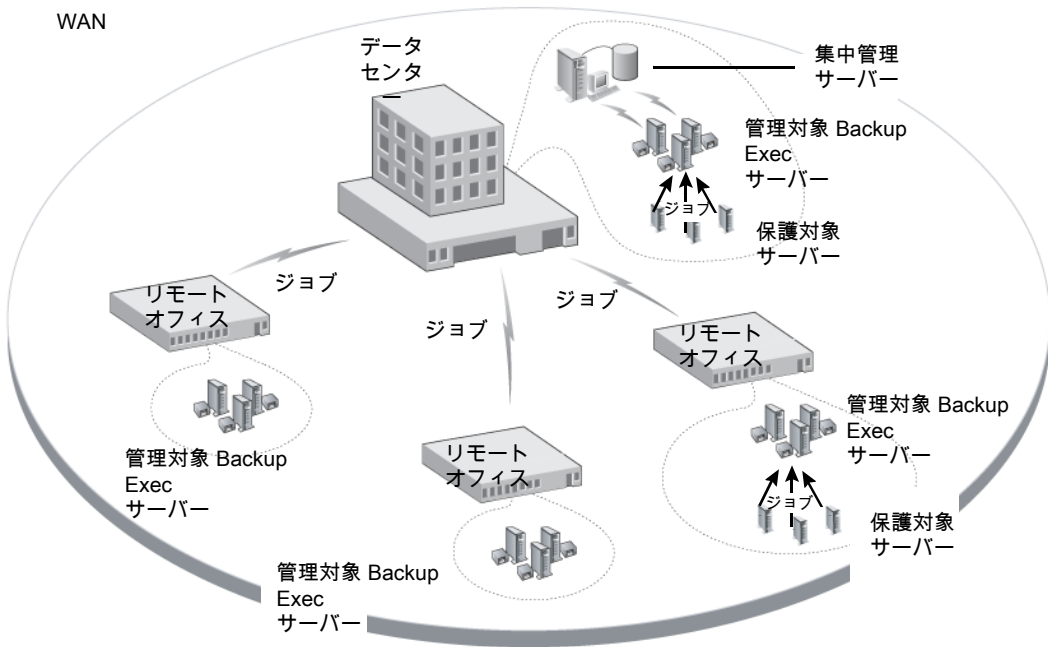 WAN
データ
センタ
ー
集中管理
サーバー
管理対象 Backup
Exec
サーバー
ジョブ
保護対象
サーバー
ジョブ
ジョブ
ジョブ
リモート
オフィス
管理対象 Backup
Exec
サーバー
リモート
オフィス
管理対象 Backup
Exec
サーバー
リモート
オフィス
管理対象 Backup
Exec
サーバー
ジョブ
保護対象
サーバー